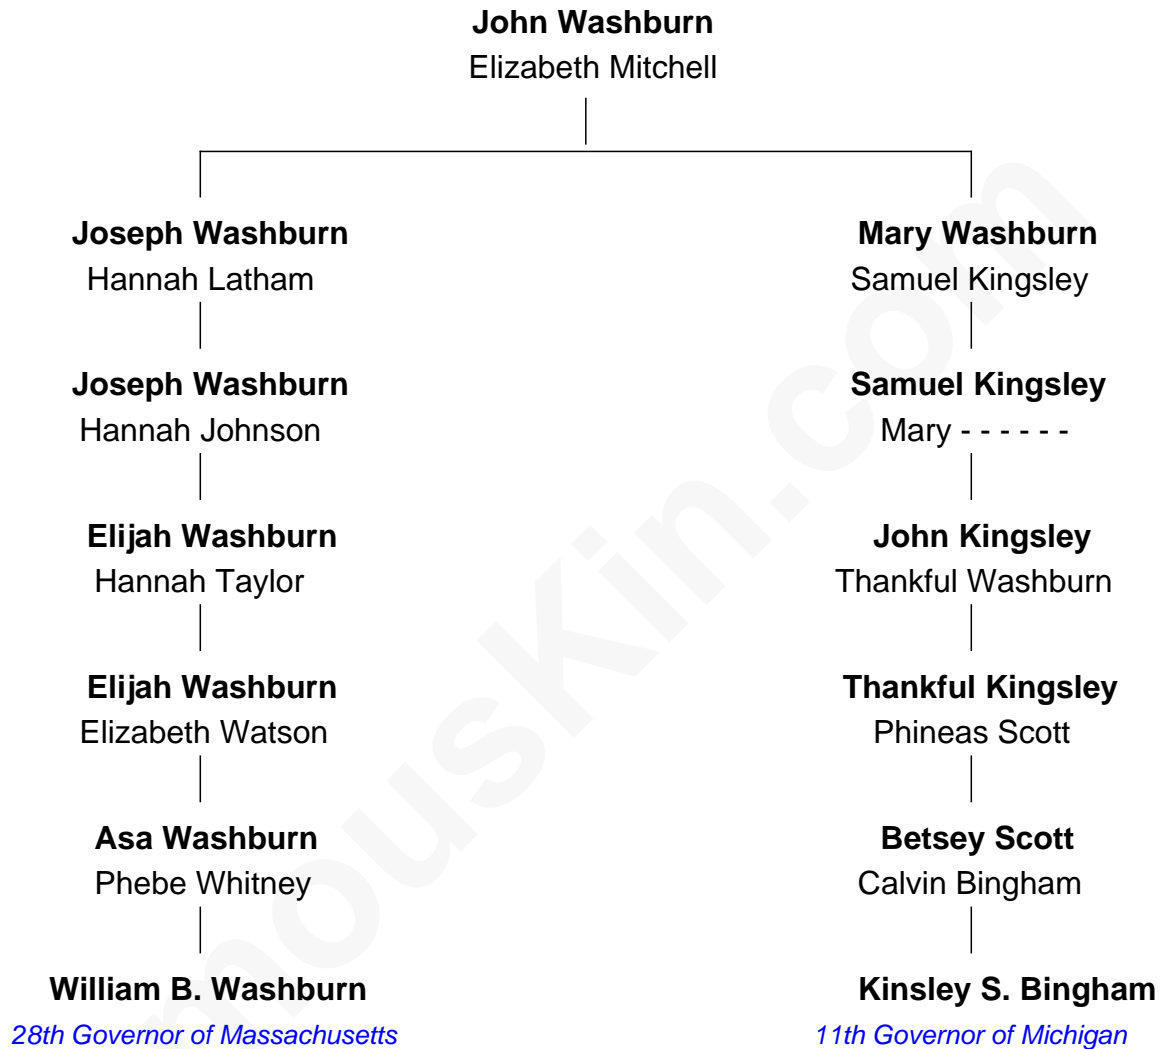 John Washburn
Elizabeth Mitchell
Joseph Washburn
Hannah Latham
Mary Washburn
Samuel Kingsley
Joseph Washburn
Hannah Johnson
Samuel Kingsley
Mary - - - - - -
Elijah Washburn
Hannah Taylor
John Kingsley
Thankful Washburn
Elijah Washburn
Elizabeth Watson
Thankful Kingsley
Phineas Scott
Asa Washburn
Phebe Whitney
Betsey Scott
Calvin Bingham
William B. Washburn
28th Governor of Massachusetts
Kinsley S. Bingham
11th Governor of Michigan
mousKin.com